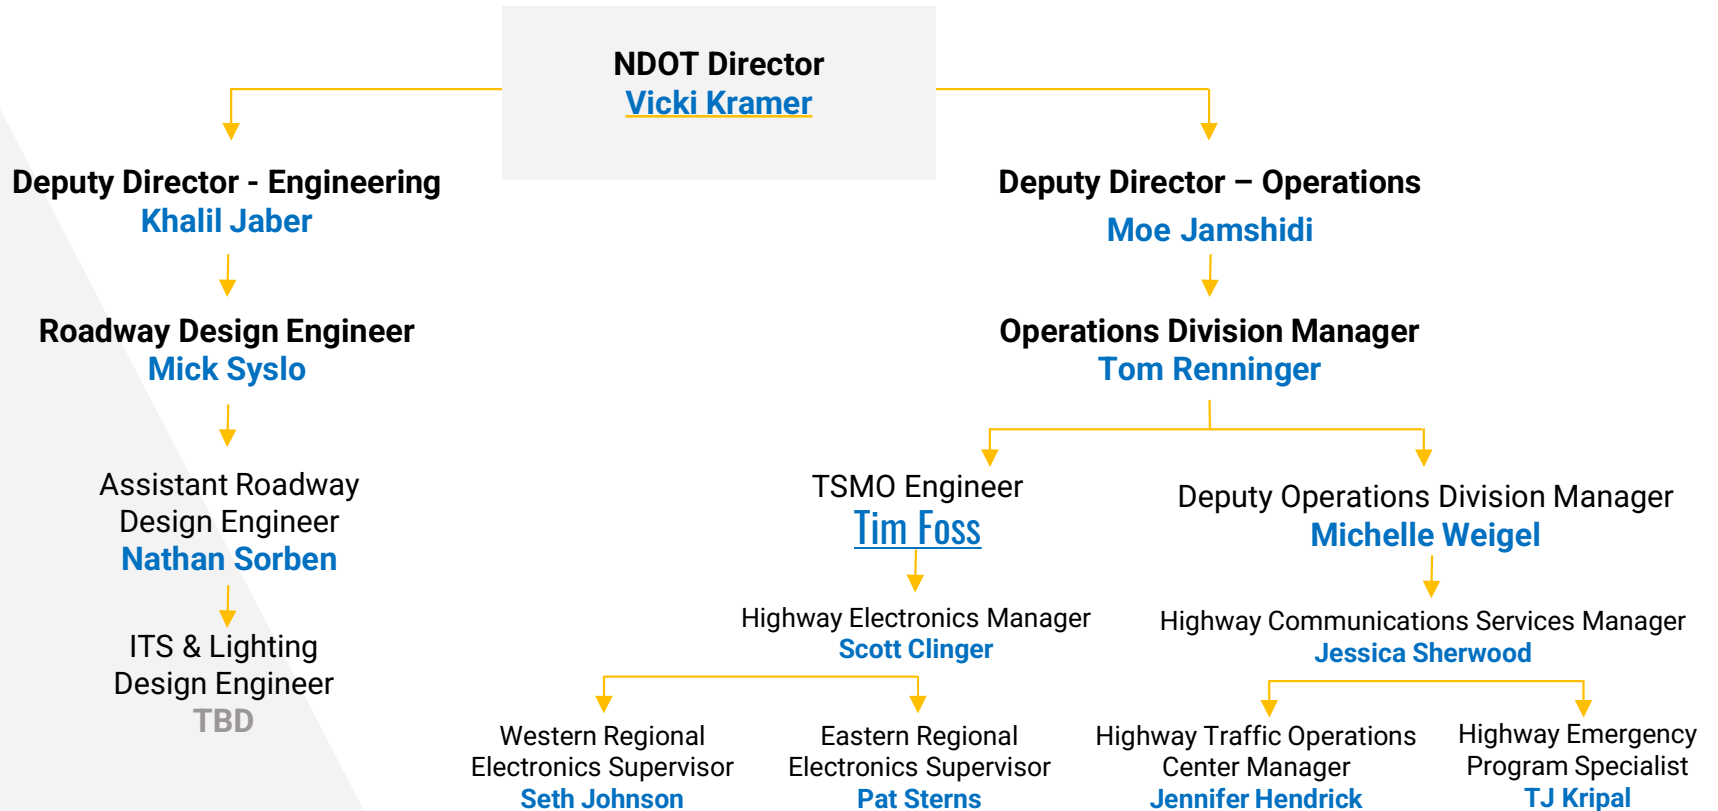 NDOT Director
Vicki Kramer
Deputy Director - Engineering
Khalil Jaber
Deputy Director – Operations
Moe Jamshidi
Roadway Design Engineer
Mick Syslo
Operations Division Manager
Tom Renninger
Assistant Roadway
Design Engineer
Nathan Sorben
TSMO Engineer
Tim Foss
Deputy Operations Division Manager
Michelle Weigel
ITS & Lighting
Design Engineer
TBD
Highway Electronics Manager
Scott Clinger
Highway Communications Services Manager
Jessica Sherwood
Western Regional
Electronics Supervisor
Seth Johnson
Eastern Regional
Electronics Supervisor
Pat Sterns
Highway Traffic Operations
Center Manager
Jennifer Hendrick
Highway Emergency
Program Specialist
TJ Kripal